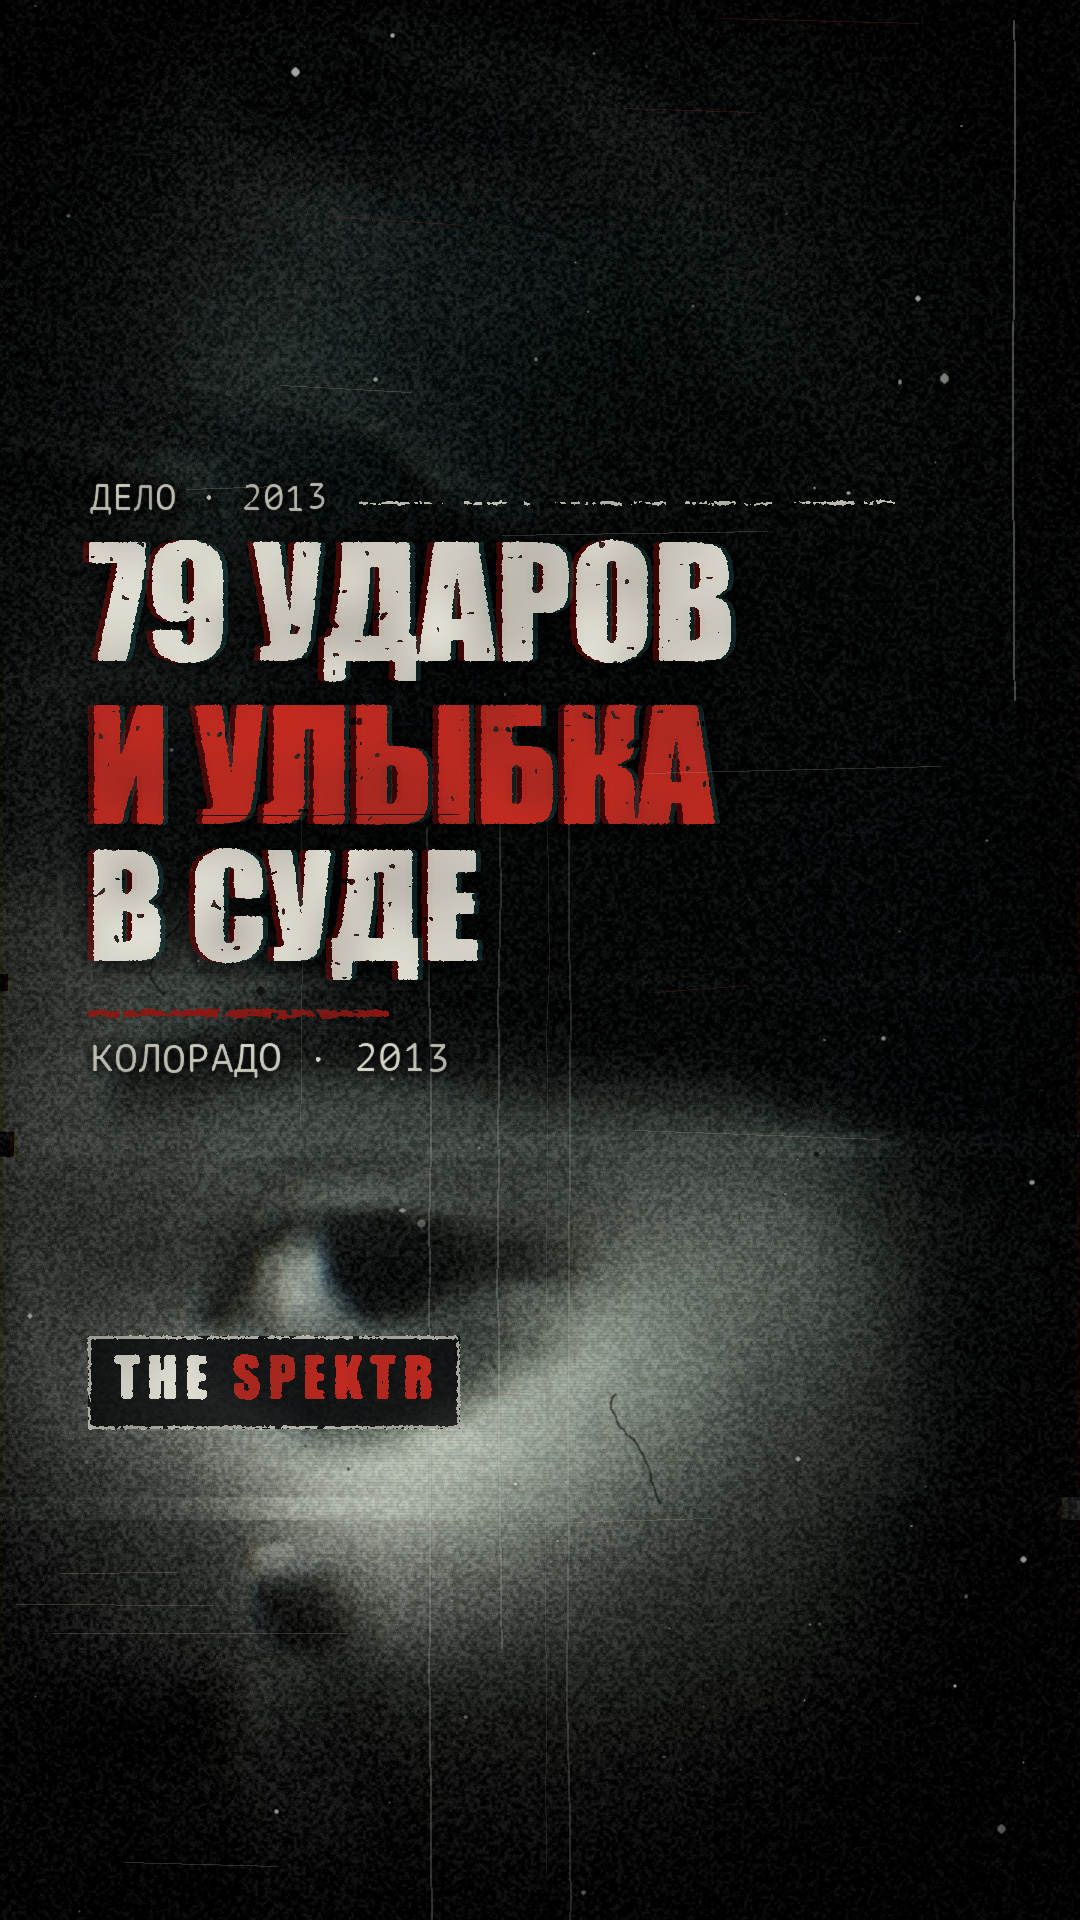 ДЕЛО · 2013
79 УДАРОВ
И УЛЫБКА
В СУДЕ
КОЛОРАДО · 2013
THE SPEKTR